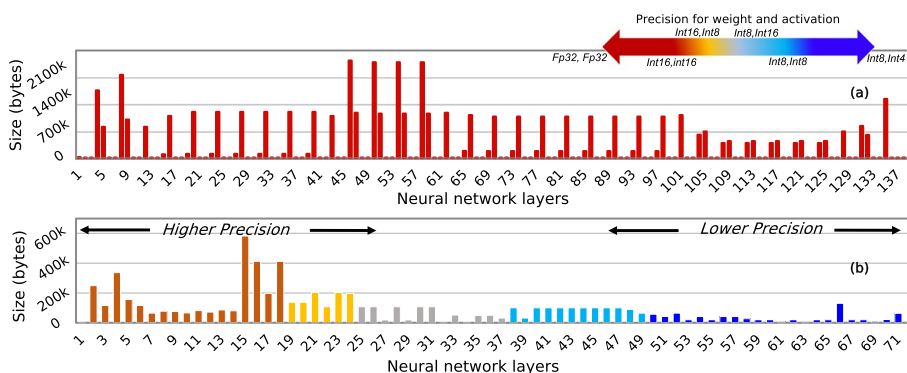 Precision for weight and activation
Int16,Int8 Int8,Int16
Fp32, Fp32 Int16,int16 Int8,Int8 Int8,Int4
(a)
Size (bytes)
2100k
1400k
700k
0
1 5 9 13 17 21 25 29 33 37 41 45 49 53 57 61 65 69 73 77 81 85 89 93 97 101 105 109 113 117 121 125 129 133 137
Neural network layers
Higher Precision Lower Precision
(b)
Size (bytes)
600k
400k
200k
0
1 3 5 7 9 11 13 15 17 19 21 23 25 27 29 31 33 35 37 39 41 43 45 47 49 51 53 55 57 59 61 63 65 67 69 71
Neural network layers